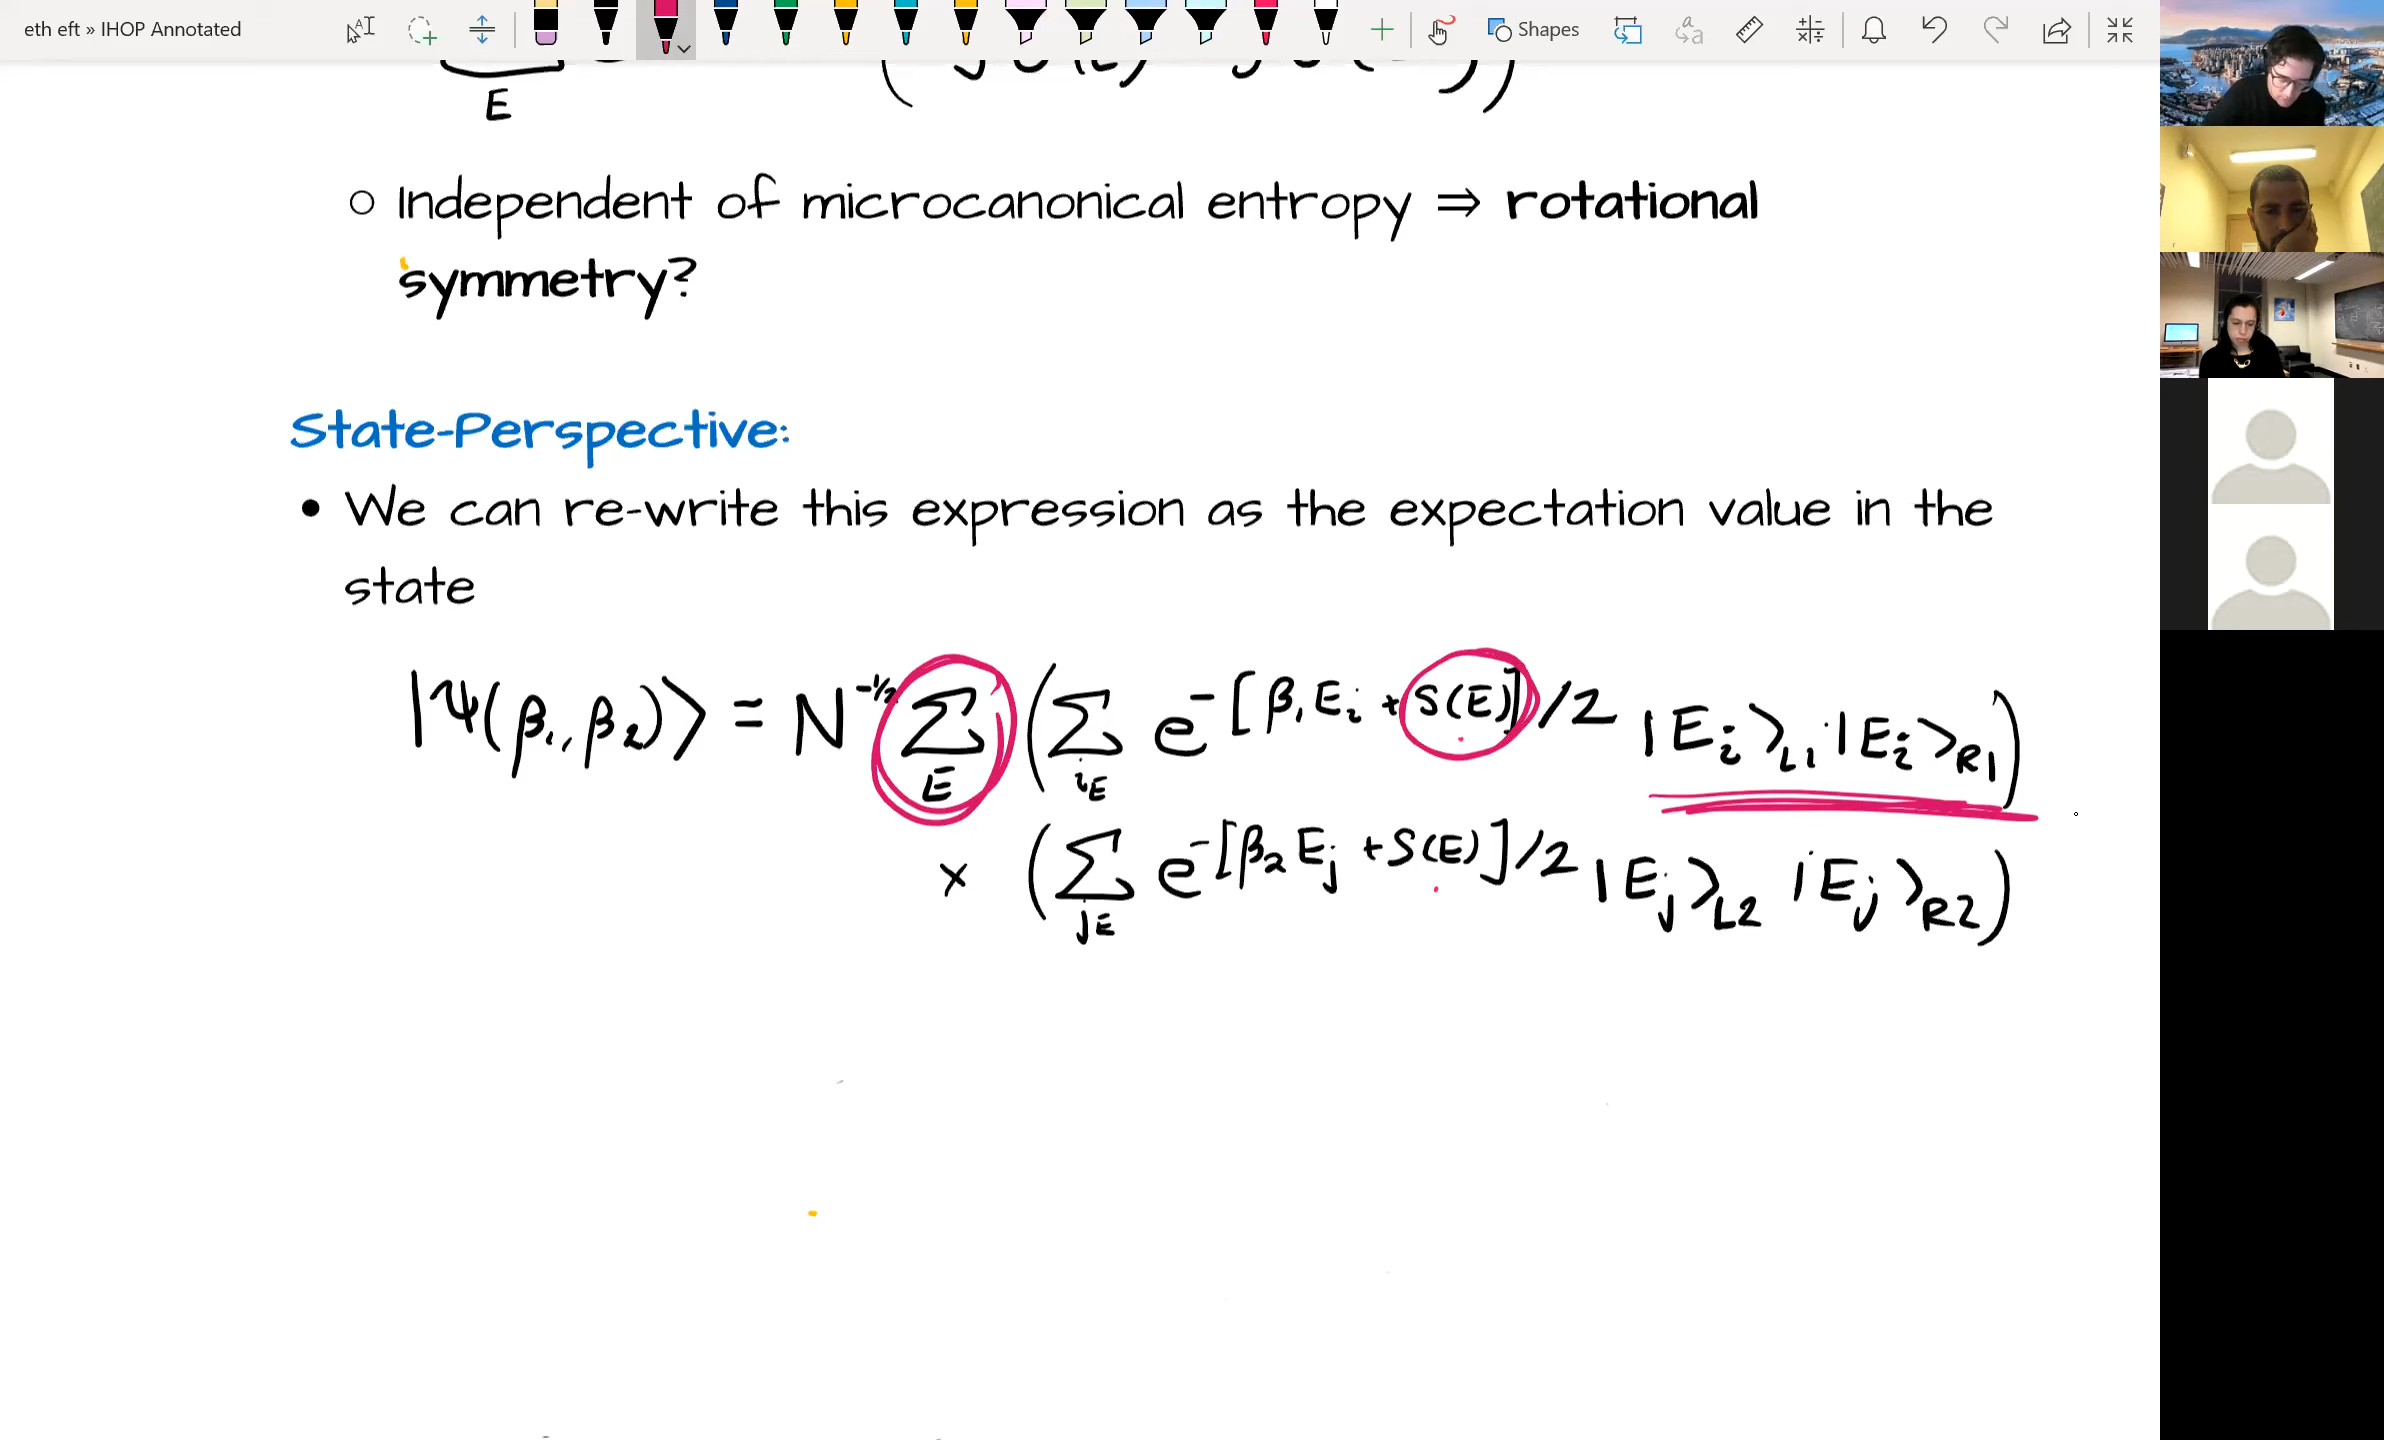 eth eft » IHOP Annotated
Shapes
E
○ Independent of microcanonical entropy ⇒ rotational
symmetry?
State-Perspective:
• We can re-write this expression as the expectation value in the
state
|Ψ(β₁,β₂)⟩ = N^{-1/2} Σ_E (Σ_{i_E} e^{-[β₁E_i + S(E)]/2} |E_i⟩_{L1} |E_i⟩_{R1})
× (Σ_{j_E} e^{-[β₂E_j + S(E)]/2} |E_j⟩_{L2} |E_j⟩_{R2})